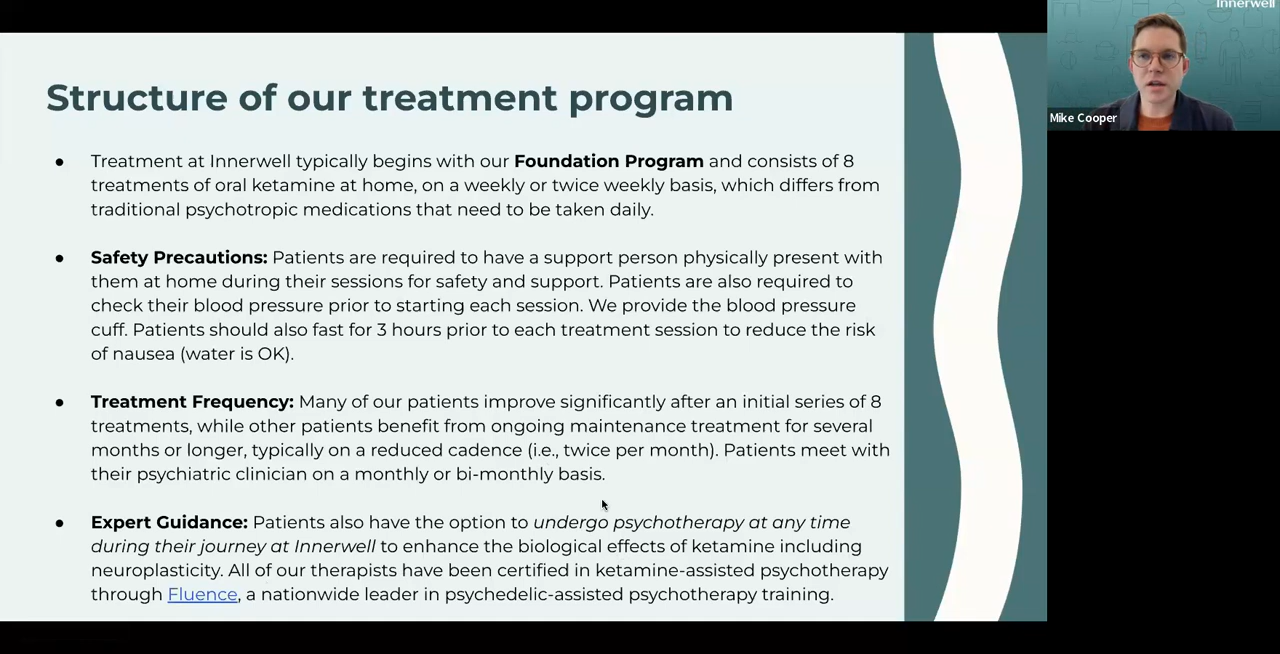 Innerwell
Mike Cooper
Structure of our treatment program
● Treatment at Innerwell typically begins with our Foundation Program and consists of 8
treatments of oral ketamine at home, on a weekly or twice weekly basis, which differs from
traditional psychotropic medications that need to be taken daily.
● Safety Precautions: Patients are required to have a support person physically present with
them at home during their sessions for safety and support. Patients are also required to
check their blood pressure prior to starting each session. We provide the blood pressure
cuff. Patients should also fast for 3 hours prior to each treatment session to reduce the risk
of nausea (water is OK).
● Treatment Frequency: Many of our patients improve significantly after an initial series of 8
treatments, while other patients benefit from ongoing maintenance treatment for several
months or longer, typically on a reduced cadence (i.e., twice per month). Patients meet with
their psychiatric clinician on a monthly or bi-monthly basis.
● Expert Guidance: Patients also have the option to undergo psychotherapy at any time
during their journey at Innerwell to enhance the biological effects of ketamine including
neuroplasticity. All of our therapists have been certified in ketamine-assisted psychotherapy
through Fluence, a nationwide leader in psychedelic-assisted psychotherapy training.